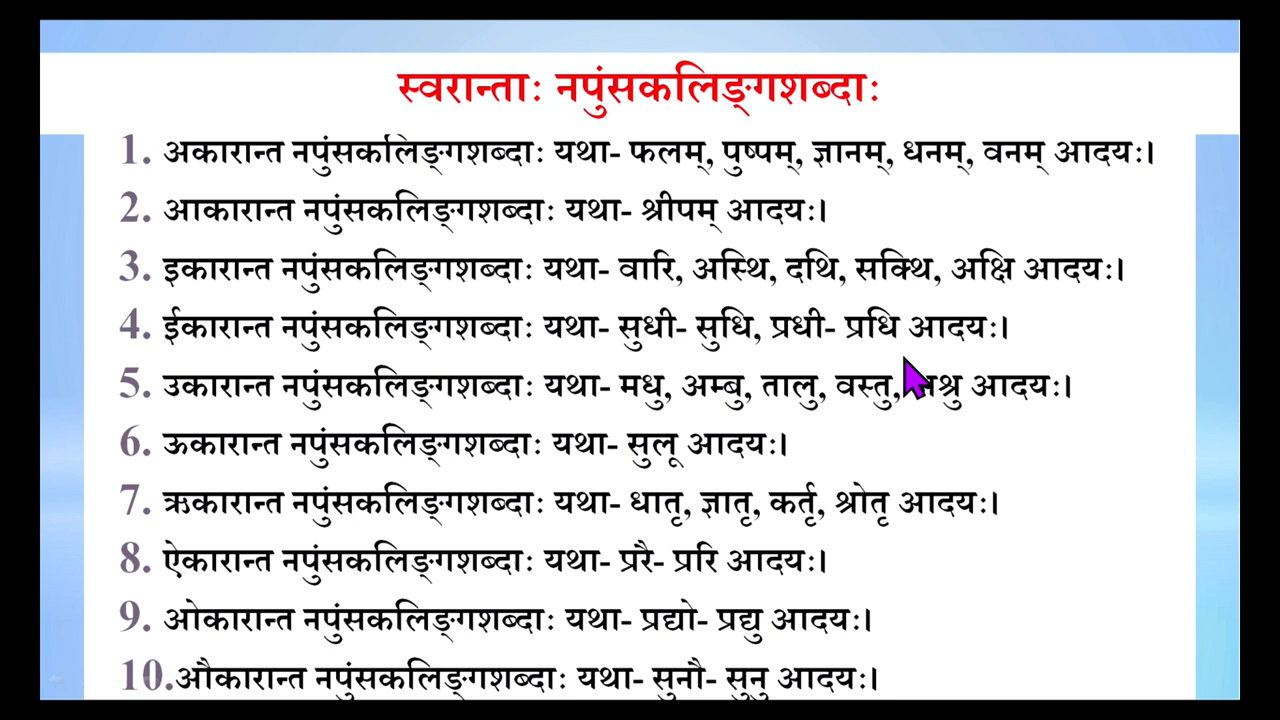 स्वरान्ताः नपुंसकलिङ्गशब्दाः
1. अकारान्त नपुंसकलिङ्गशब्दाः यथा- फलम्, पुष्पम्, ज्ञानम्, धनम्, वनम् आदयः।
2. आकारान्त नपुंसकलिङ्गशब्दाः यथा- श्रीपम् आदयः।
3. इकारान्त नपुंसकलिङ्गशब्दाः यथा- वारि, अस्थि, दथि, सक्थि, अक्षि आदयः।
4. ईकारान्त नपुंसकलिङ्गशब्दाः यथा- सुधी- सुधि, प्रधी- प्रधि आदयः।
5. उकारान्त नपुंसकलिङ्गशब्दाः यथा- मधु, अम्बु, तालु, वस्तु, आदयः।
6. ऊकारान्त नपुंसकलिङ्गशब्दाः यथा- सुलू आदयः।
7. ऋकारान्त नपुंसकलिङ्गशब्दाः यथा- धातृ, ज्ञातृ, कर्तृ, श्रोतृ आदयः।
8. ऐकारान्त नपुंसकलिङ्गशब्दाः यथा- प्ररै- प्ररि आदयः।
9. ओकारान्त नपुंसकलिङ्गशब्दाः यथा- प्रद्यो- प्रद्यु आदयः।
10.औकारान्त नपुंसकलिङ्गशब्दाः यथा- सुनौ- सुनु आदयः।